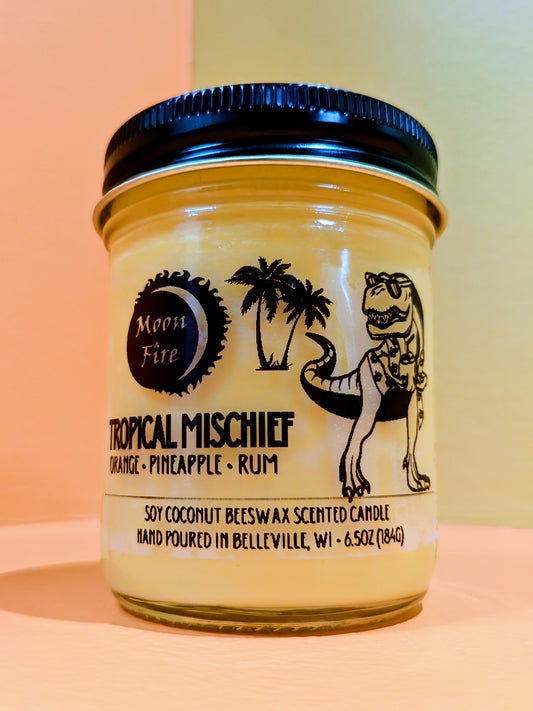 Moon
Fire
TROPICAL MISCHIEF
ORANGE • PINEAPPLE • RUM
SOY COCONUT BEESWAX SCENTED CANDLE
HAND POURED IN BELLEVILLE, WI • 6.5OZ (184G)